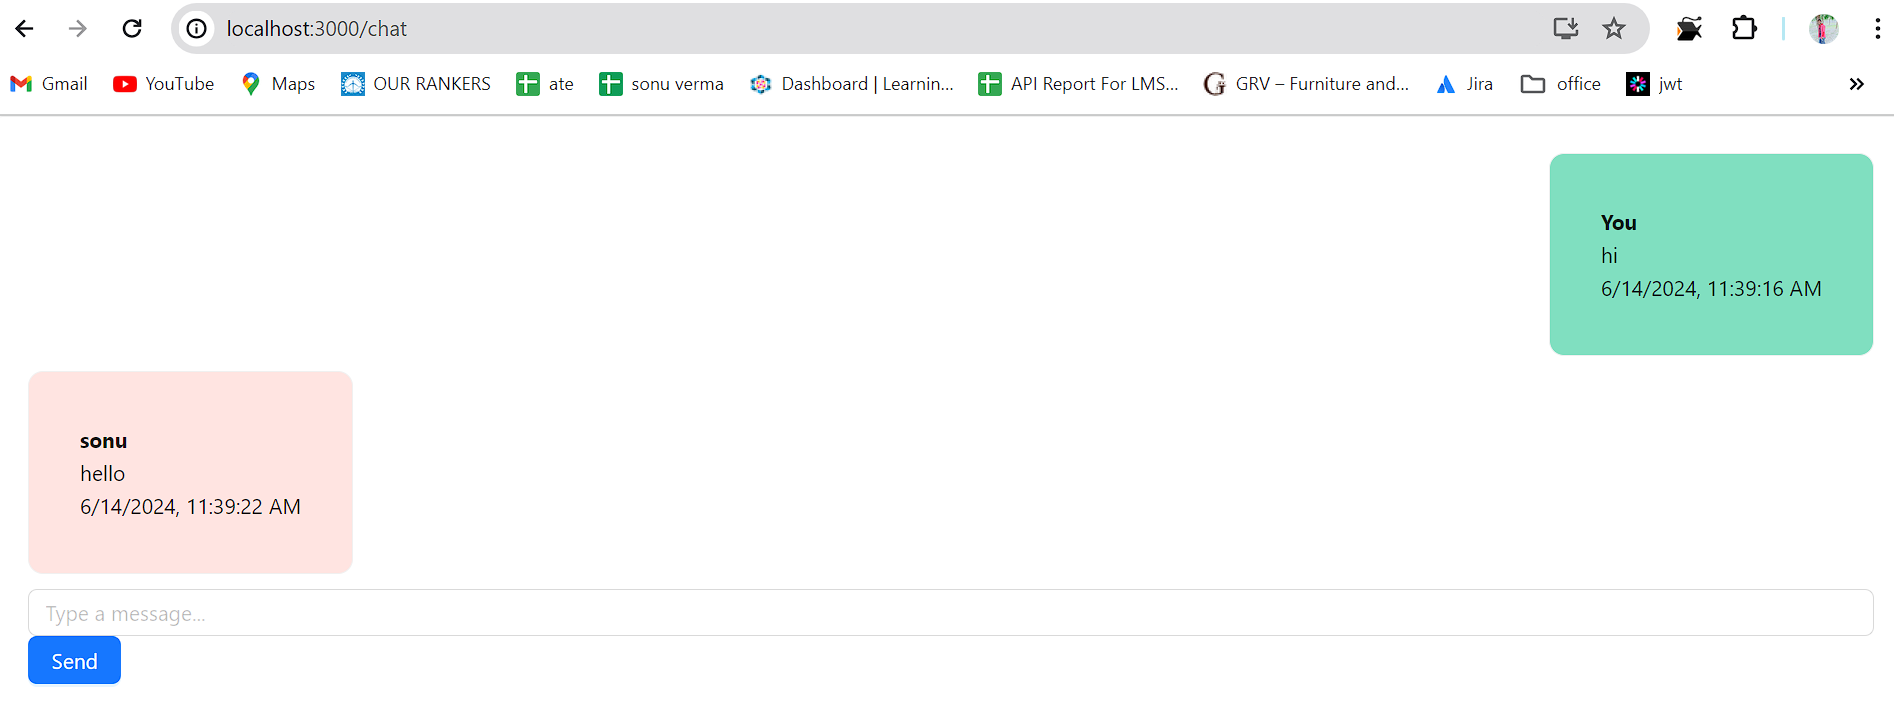 localhost:3000/chat
Gmail YouTube Maps OUR RANKERS ate sonu verma Dashboard | Learnin... API Report For LMS... GRV – Furniture and... Jira office jwt
You
hi
6/14/2024, 11:39:16 AM
sonu
hello
6/14/2024, 11:39:22 AM
Type a message...
Send